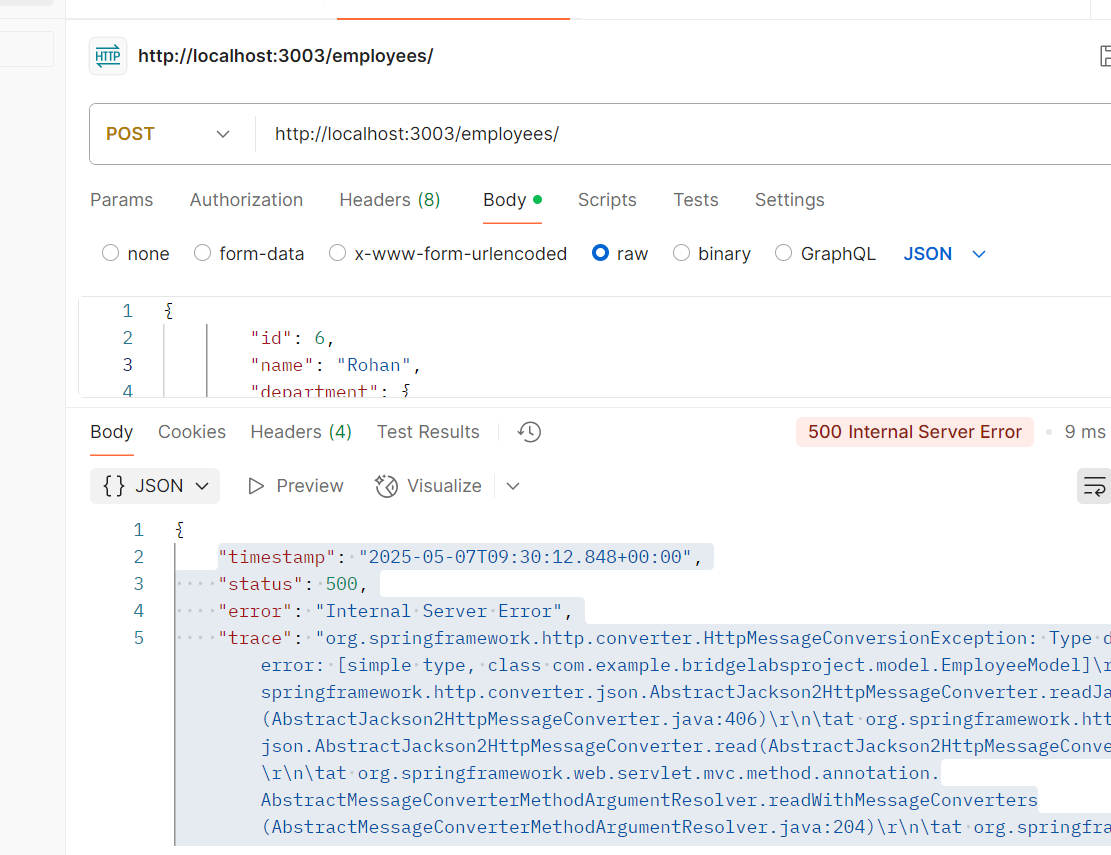 HTTP http://localhost:3003/employees/
POST http://localhost:3003/employees/
Params Authorization Headers (8) Body Scripts Tests Settings
none form-data x-www-form-urlencoded raw binary GraphQL JSON
1 {
2 "id": 6,
3 "name": "Rohan",
4 "department": {
Body Cookies Headers (4) Test Results 500 Internal Server Error 9 ms
{} JSON Preview Visualize
1 {
2 "timestamp": "2025-05-07T09:30:12.848+00:00",
3 "status": 500,
4 "error": "Internal Server Error",
5 "trace": "org.springframework.http.converter.HttpMessageConversionException: Type
error: [simple type, class com.example.bridgelabsproject.model.EmployeeModel]\r
springframework.http.converter.json.AbstractJackson2HttpMessageConverter.readJa
(AbstractJackson2HttpMessageConverter.java:406)\r\n\tat org.springframework.htt
json.AbstractJackson2HttpMessageConverter.read(AbstractJackson2HttpMessageConve
\r\n\tat org.springframework.web.servlet.mvc.method.annotation.
AbstractMessageConverterMethodArgumentResolver.readWithMessageConverters
(AbstractMessageConverterMethodArgumentResolver.java:204)\r\n\tat org.springfra